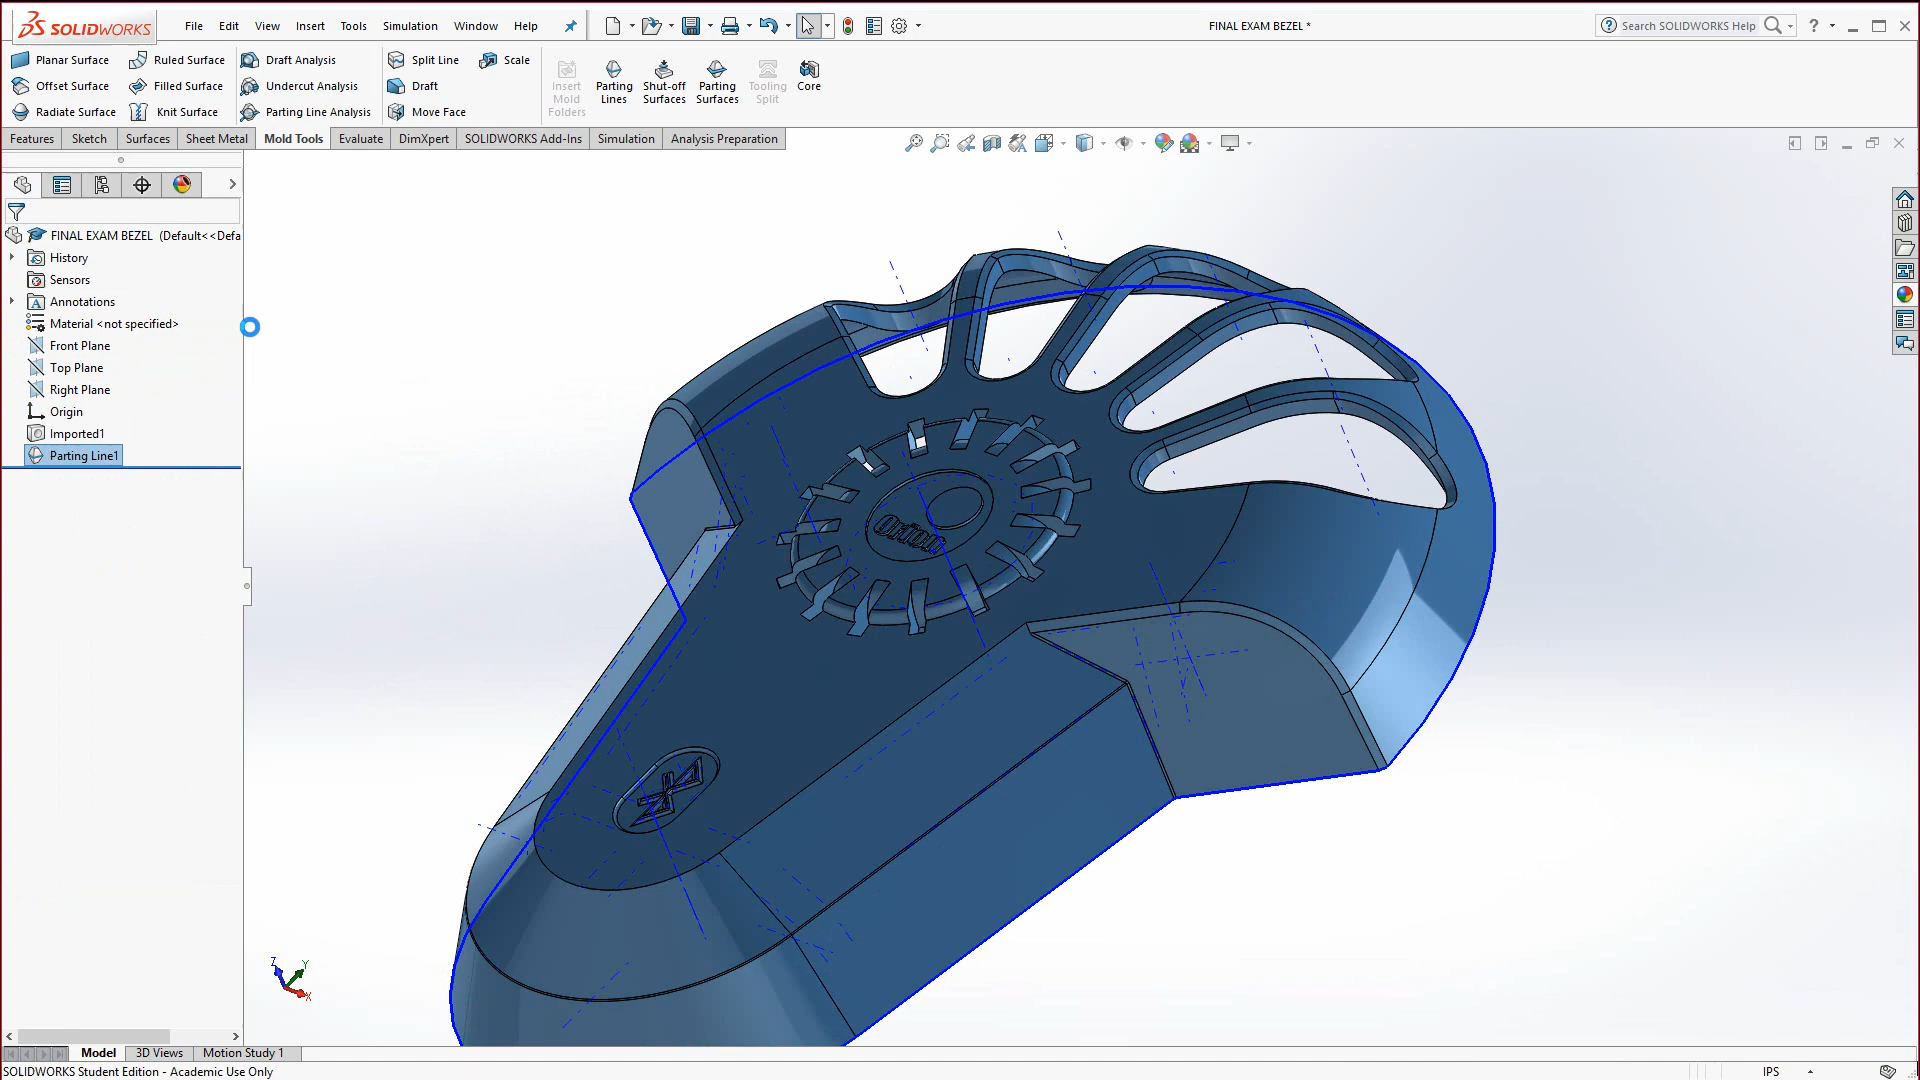 SOLIDWORKS
File Edit View Insert Tools Simulation Window Help
FINAL EXAM BEZEL *
Search SOLIDWORKS Help
?
Planar Surface Ruled Surface Draft Analysis Split Line Scale
Offset Surface Filled Surface Undercut Analysis Draft
Radiate Surface Knit Surface Parting Line Analysis Move Face
Insert Mold Folders
Parting Lines
Shut-off Surfaces
Parting Surfaces
Tooling Split
Core
Features Sketch Surfaces Sheet Metal Mold Tools Evaluate DimXpert SOLIDWORKS Add-Ins Simulation Analysis Preparation
FINAL EXAM BEZEL (Default<<Defa
History
Sensors
Annotations
Material <not specified>
Front Plane
Top Plane
Right Plane
Origin
Imported1
Parting Line1
Orion
Z
Y
X
Model 3D Views Motion Study 1
SOLIDWORKS Student Edition - Academic Use Only
IPS